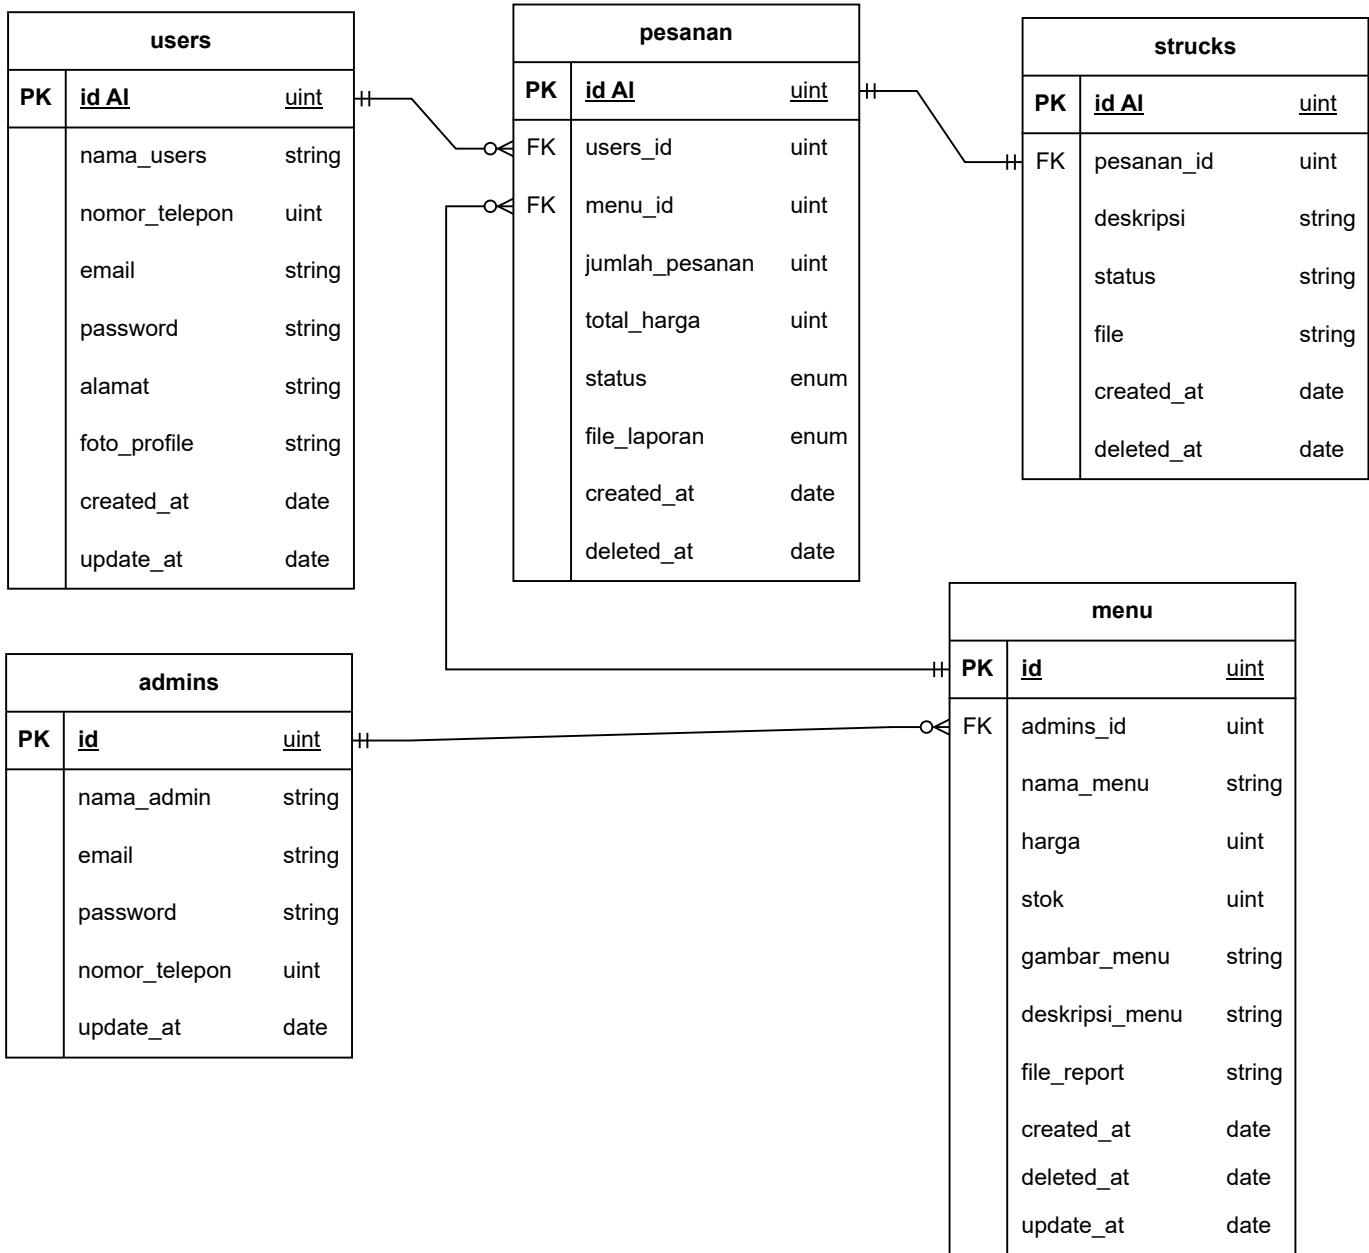 users
PK id AI uint
nama_users string
nomor_telepon uint
email string
password string
alamat string
foto_profile string
created_at date
update_at date
pesanan
PK id AI uint
FK users_id uint
FK menu_id uint
jumlah_pesanan uint
total_harga uint
status enum
file_laporan enum
created_at date
deleted_at date
strucks
PK id AI uint
FK pesanan_id uint
deskripsi string
status string
file string
created_at date
deleted_at date
admins
PK id uint
nama_admin string
email string
password string
nomor_telepon uint
update_at date
menu
PK id uint
FK admins_id uint
nama_menu string
harga uint
stok uint
gambar_menu string
deskripsi_menu string
file_report string
created_at date
deleted_at date
update_at date